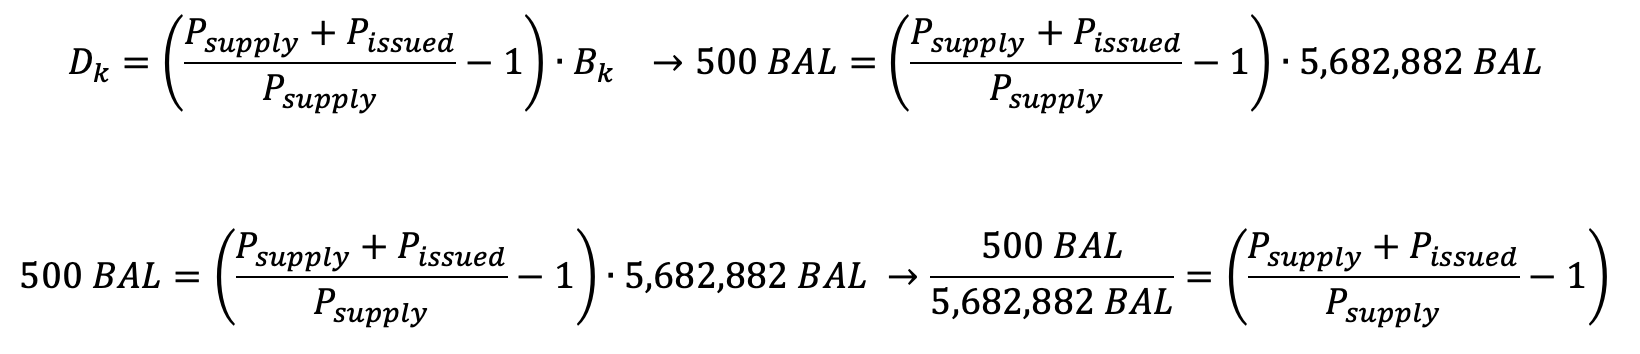 D_k = ((P_supply + P_issued)/P_supply − 1) · B_k → 500 BAL = ((P_supply + P_issued)/P_supply − 1) · 5,682,882 BAL
500 BAL = ((P_supply + P_issued)/P_supply − 1) · 5,682,882 BAL → 500 BAL/5,682,882 BAL = ((P_supply + P_issued)/P_supply − 1)